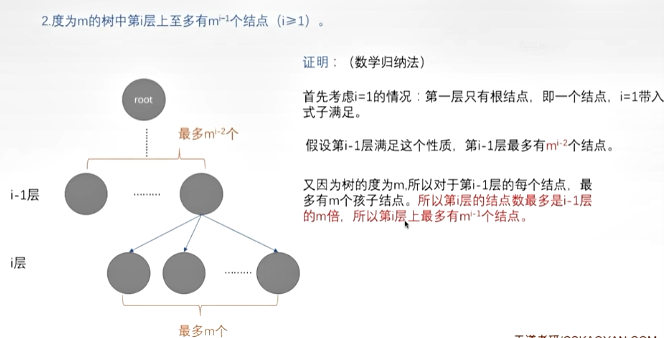 2.度为m的树中第i层上至多有mⁱ⁻¹个结点（i≥1）。
证明：（数学归纳法）
首先考虑i=1的情况：第一层只有根结点，即一个结点，i=1带入
式子满足。
假设第i-1层满足这个性质，第i-1层最多有mⁱ⁻²个结点。
又因为树的度为m,所以对于第i-1层的每个结点，最
多有m个孩子结点。所以第i层的结点数最多是i-1层
的m倍，所以第i层上最多有mⁱ⁻¹个结点。
root
最多mⁱ⁻²个
i-1层
i层
最多m个